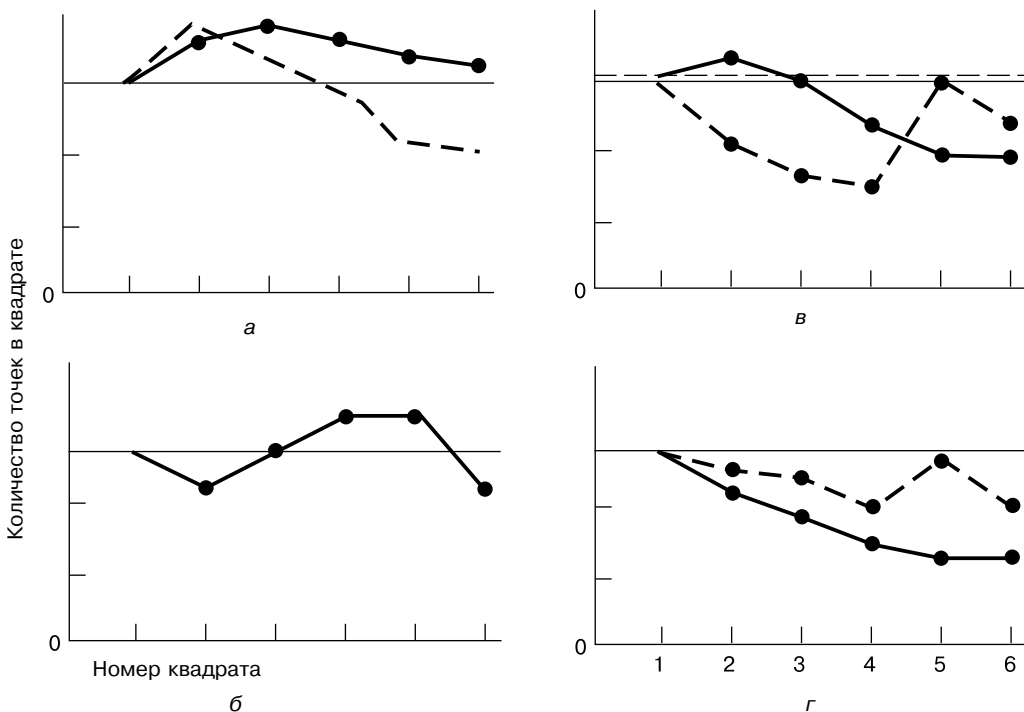 Количество точек в квадрате
0
а
0
в
0
Номер квадрата
б
0
1 2 3 4 5 6
г